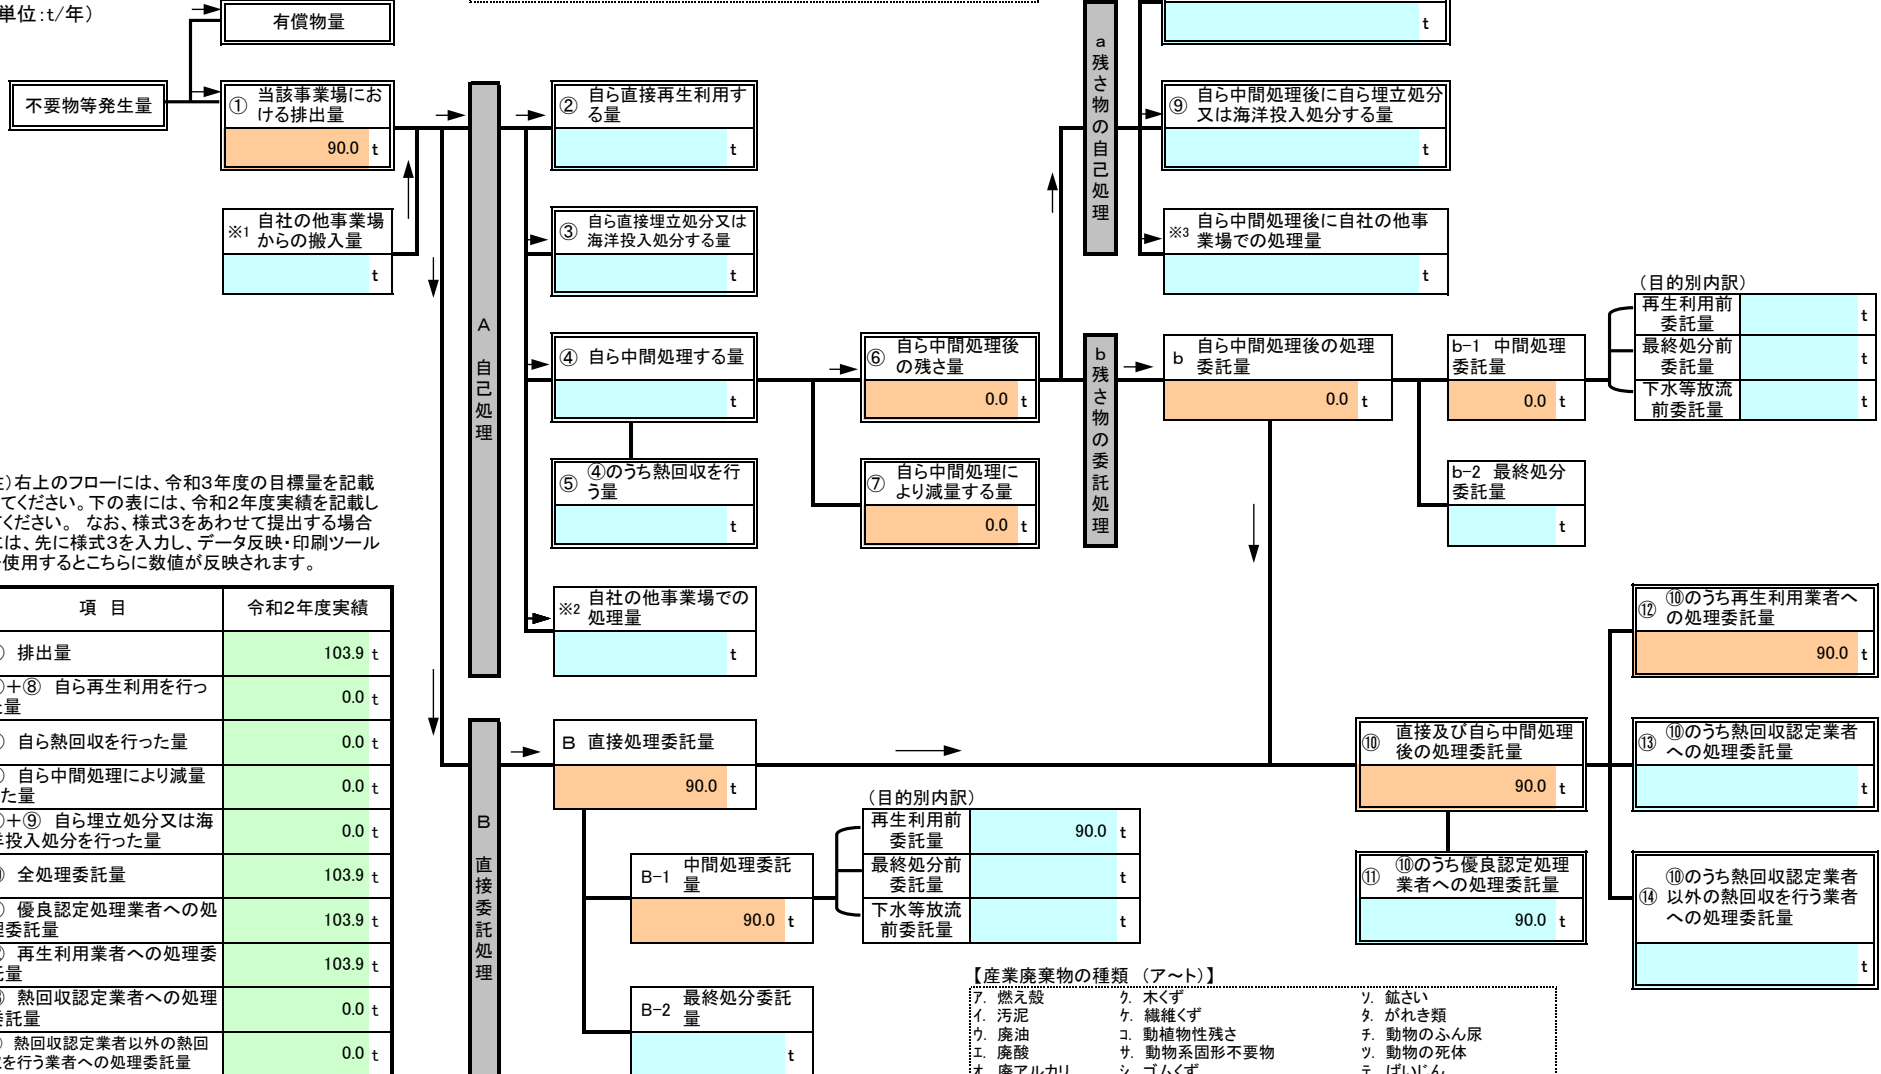 単位:t/年）
有償物量
t
不要物等発生量
① 当該事業場にお
ける排出量
90.0 t
② 自ら直接再生利用す
る量
t
a 残さ物の自己処理
⑨ 自ら中間処理後に自ら埋立処分
又は海洋投入処分する量
t
※1 自社の他事業場
からの搬入量
t
③ 自ら直接埋立処分又は
海洋投入処分する量
t
※3 自ら中間処理後に自社の他事
業場での処理量
t
A 自己処理
④ 自ら中間処理する量
t
⑥ 自ら中間処理後
の残さ量
0.0 t
b 残さ物の委託処理
b 自ら中間処理後の処理
委託量
0.0 t
b-1 中間処理
委託量
0.0 t
（目的別内訳）
再生利用前
委託量
t
最終処分前
委託量
t
下水等放流
前委託量
t
⑤ ④のうち熱回収を行
う量
t
⑦ 自ら中間処理に
より減量する量
0.0 t
b-2 最終処分
委託量
t
）右上のフローには、令和3年度の目標量を記載
てください。下の表には、令和2年度実績を記載し
ください。 なお、様式3をあわせて提出する場合
は、先に様式3を入力し、データ反映・印刷ツール
使用するとこちらに数値が反映されます。
※2 自社の他事業場での
処理量
t
項 目 令和2年度実績
排出量 103.9 t
＋⑧ 自ら再生利用を行っ
量 0.0 t
自ら熱回収を行った量 0.0 t
自ら中間処理により減量
た量 0.0 t
＋⑨ 自ら埋立処分又は海
投入処分を行った量 0.0 t
全処理委託量 103.9 t
優良認定処理業者への処
委託量 103.9 t
再生利用業者への処理委
量 103.9 t
熱回収認定業者への処理
託量 0.0 t
熱回収認定業者以外の熱回
を行う業者への処理委託量 0.0 t
B 直接委託処理
B 直接処理委託量
90.0 t
B-1 中間処理委託
量
90.0 t
（目的別内訳）
再生利用前
委託量
90.0 t
最終処分前
委託量
t
下水等放流
前委託量
t
B-2 最終処分委託
量
t
⑩ 直接及び自ら中間処理
後の処理委託量
90.0 t
⑪ ⑩のうち優良認定処理
業者への処理委託量
90.0 t
⑫ ⑩のうち再生利用業者へ
の処理委託量
90.0 t
⑬ ⑩のうち熱回収認定業者
への処理委託量
t
⑭ ⑩のうち熱回収認定業者
以外の熱回収を行う業者
への処理委託量
t
【産業廃棄物の種類 （ア～ト）】
ア. 燃え殻 ク. 木くず ソ. 鉱さい
イ. 汚泥 ケ. 繊維くず タ. がれき類
ウ. 廃油 コ. 動植物性残さ チ. 動物のふん尿
エ. 廃酸 サ. 動物系固形不要物 ツ. 動物の死体
オ. 廃アルカリ シ. ゴムくず テ. ばいじん